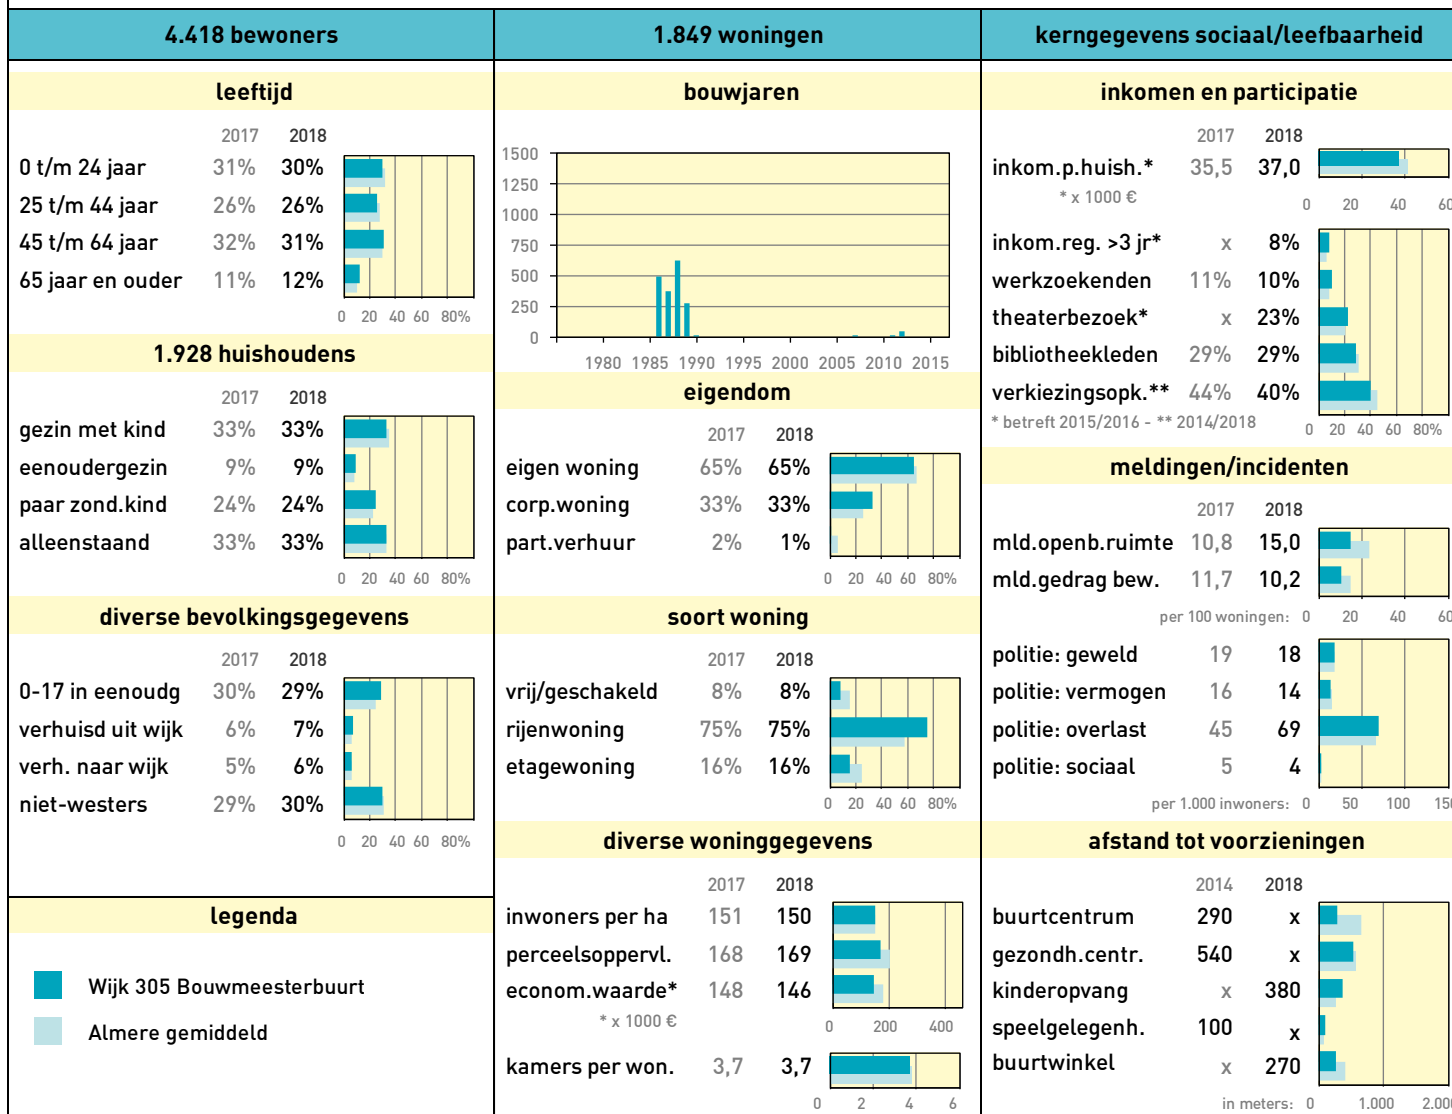 4.418 bewoners
leeftijd
2017 2018
0 t/m 24 jaar 31% 30%
25 t/m 44 jaar 26% 26%
45 t/m 64 jaar 32% 31%
65 jaar en ouder 11% 12%
0 20 40 60 80%
1.928 huishoudens
2017 2018
gezin met kind 33% 33%
eenoudergezin 9% 9%
paar zond.kind 24% 24%
alleenstaand 33% 33%
0 20 40 60 80%
diverse bevolkingsgegevens
2017 2018
0-17 in eenoudg 30% 29%
verhuisd uit wijk 6% 7%
verh. naar wijk 5% 6%
niet-westers 29% 30%
0 20 40 60 80%
legenda
Wijk 305 Bouwmeesterbuurt
Almere gemiddeld
1.849 woningen
bouwjaren
1500
1250
1000
750
500
250
0
1980 1985 1990 1995 2000 2005 2010 2015
eigendom
2017 2018
eigen woning 65% 65%
corp.woning 33% 33%
part.verhuur 2% 1%
0 20 40 60 80%
soort woning
2017 2018
vrij/geschakeld 8% 8%
rijenwoning 75% 75%
etagewoning 16% 16%
0 20 40 60 80%
diverse woninggegevens
2017 2018
inwoners per ha 151 150
perceelsoppervl. 168 169
econom.waarde* 148 146
* x 1000 €
0 200 400
kamers per won. 3,7 3,7
0 2 4 6
kerngegevens sociaal/leefbaarheid
inkomen en participatie
2017 2018
inkom.p.huish.* 35,5 37,0
* x 1000 €
0 20 40 60
inkom.reg. >3 jr* x 8%
werkzoekenden 11% 10%
theaterbezoek* x 23%
bibliotheekleden 29% 29%
verkiezingsopk.** 44% 40%
* betreft 2015/2016 - ** 2014/2018
0 20 40 60 80%
meldingen/incidenten
2017 2018
mld.openb.ruimte 10,8 15,0
mld.gedrag bew. 11,7 10,2
per 100 woningen: 0 20 40 60
politie: geweld 19 18
politie: vermogen 16 14
politie: overlast 45 69
politie: sociaal 5 4
per 1.000 inwoners: 0 50 100 150
afstand tot voorzieningen
2014 2018
buurtcentrum 290 x
gezondh.centr. 540 x
kinderopvang x 380
speelgelegenh. 100 x
buurtwinkel x 270
in meters: 0 1.000 2.000